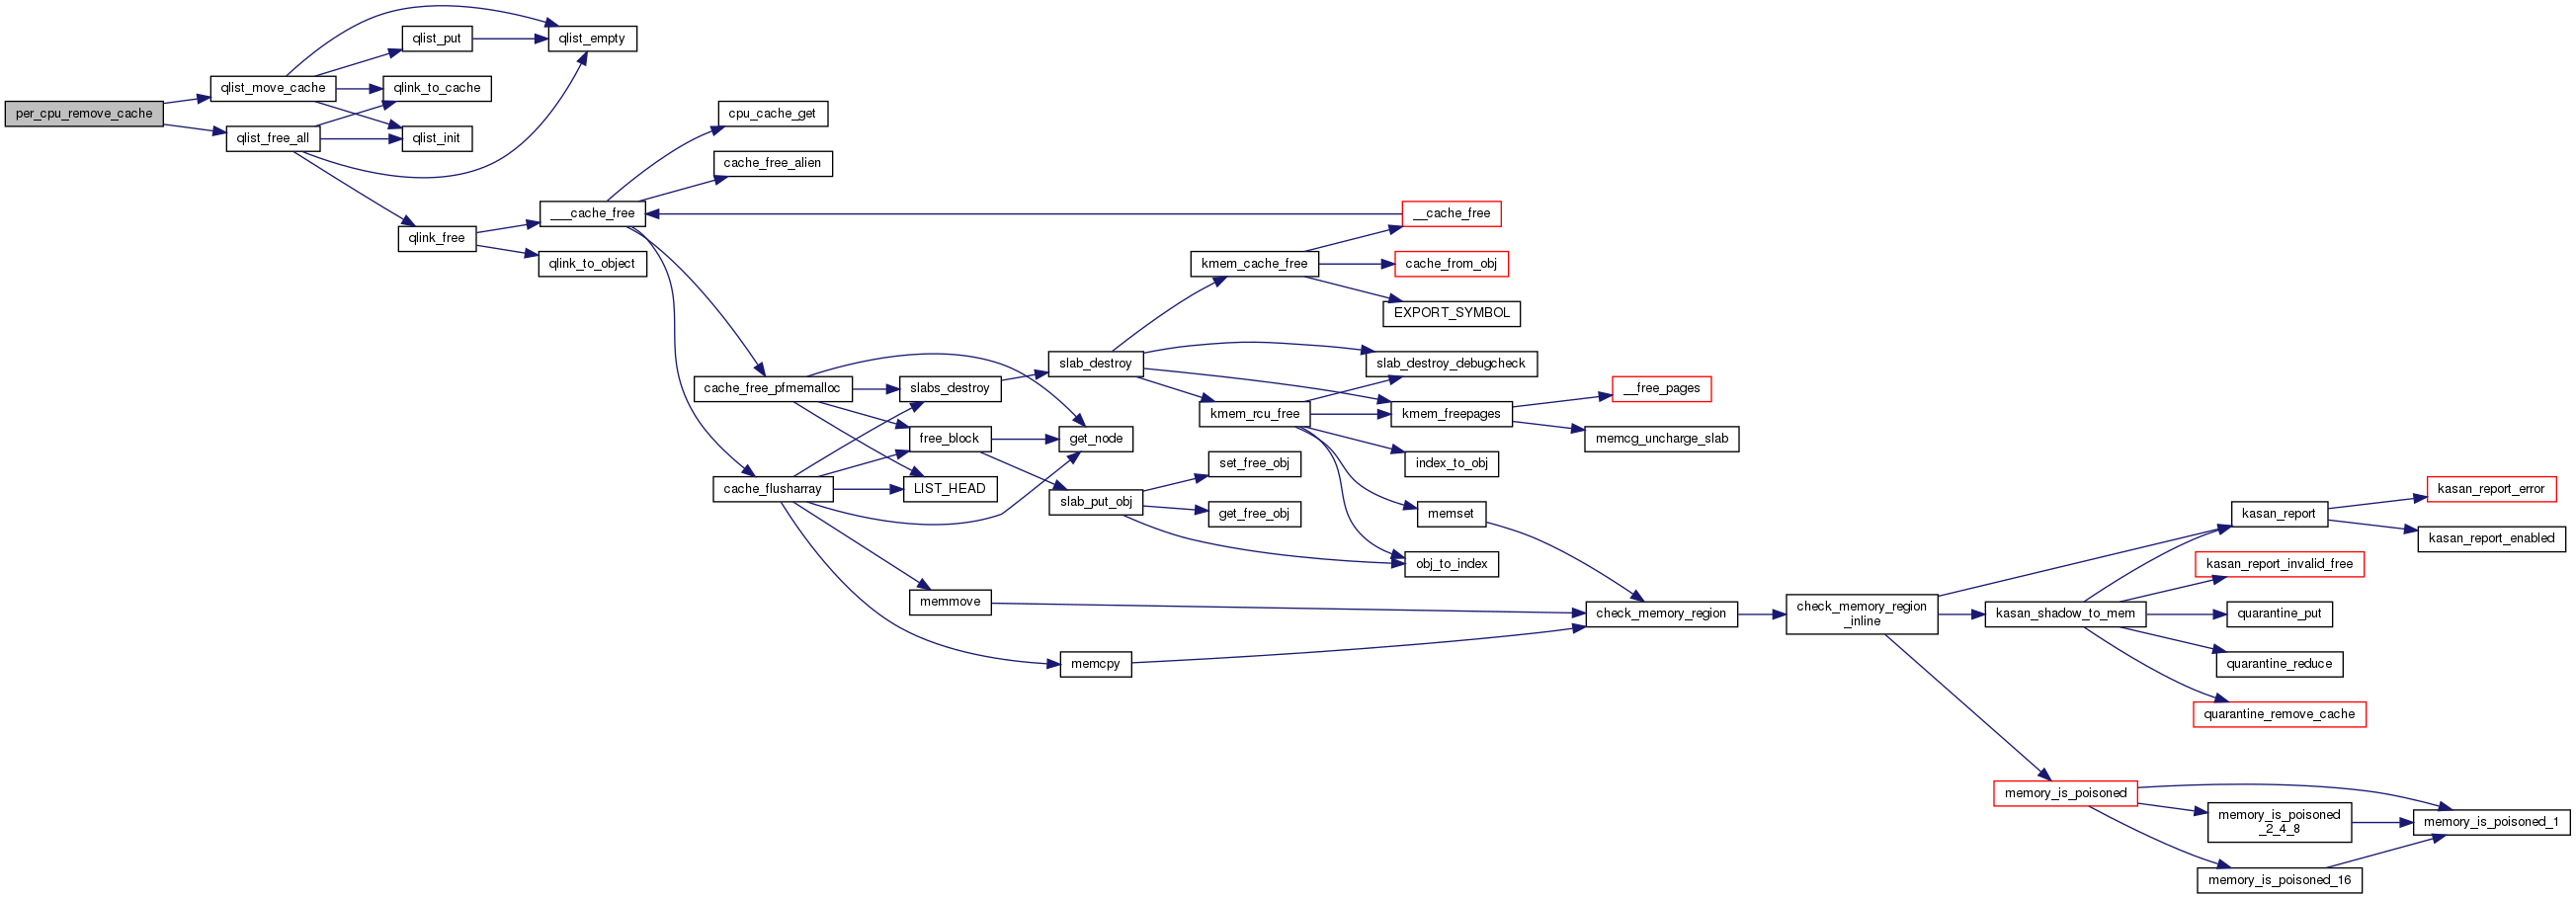 per_cpu_remove_cache
qlist_move_cache
qlist_free_all
qlist_put
qlink_to_cache
qlist_init
qlink_free
qlist_empty
___cache_free
qlink_to_object
cpu_cache_get
cache_free_alien
cache_free_pfmemalloc
cache_flusharray
slabs_destroy
free_block
LIST_HEAD
memmove
slab_destroy
get_node
slab_put_obj
memcpy
kmem_cache_free
kmem_rcu_free
set_free_obj
get_free_obj
__cache_free
cache_from_obj
EXPORT_SYMBOL
slab_destroy_debugcheck
kmem_freepages
index_to_obj
memset
obj_to_index
__free_pages
memcg_uncharge_slab
check_memory_region
check_memory_region
_inline
kasan_shadow_to_mem
memory_is_poisoned
kasan_report
kasan_report_invalid_free
quarantine_put
quarantine_reduce
quarantine_remove_cache
memory_is_poisoned
_2_4_8
memory_is_poisoned_16
kasan_report_error
kasan_report_enabled
memory_is_poisoned_1